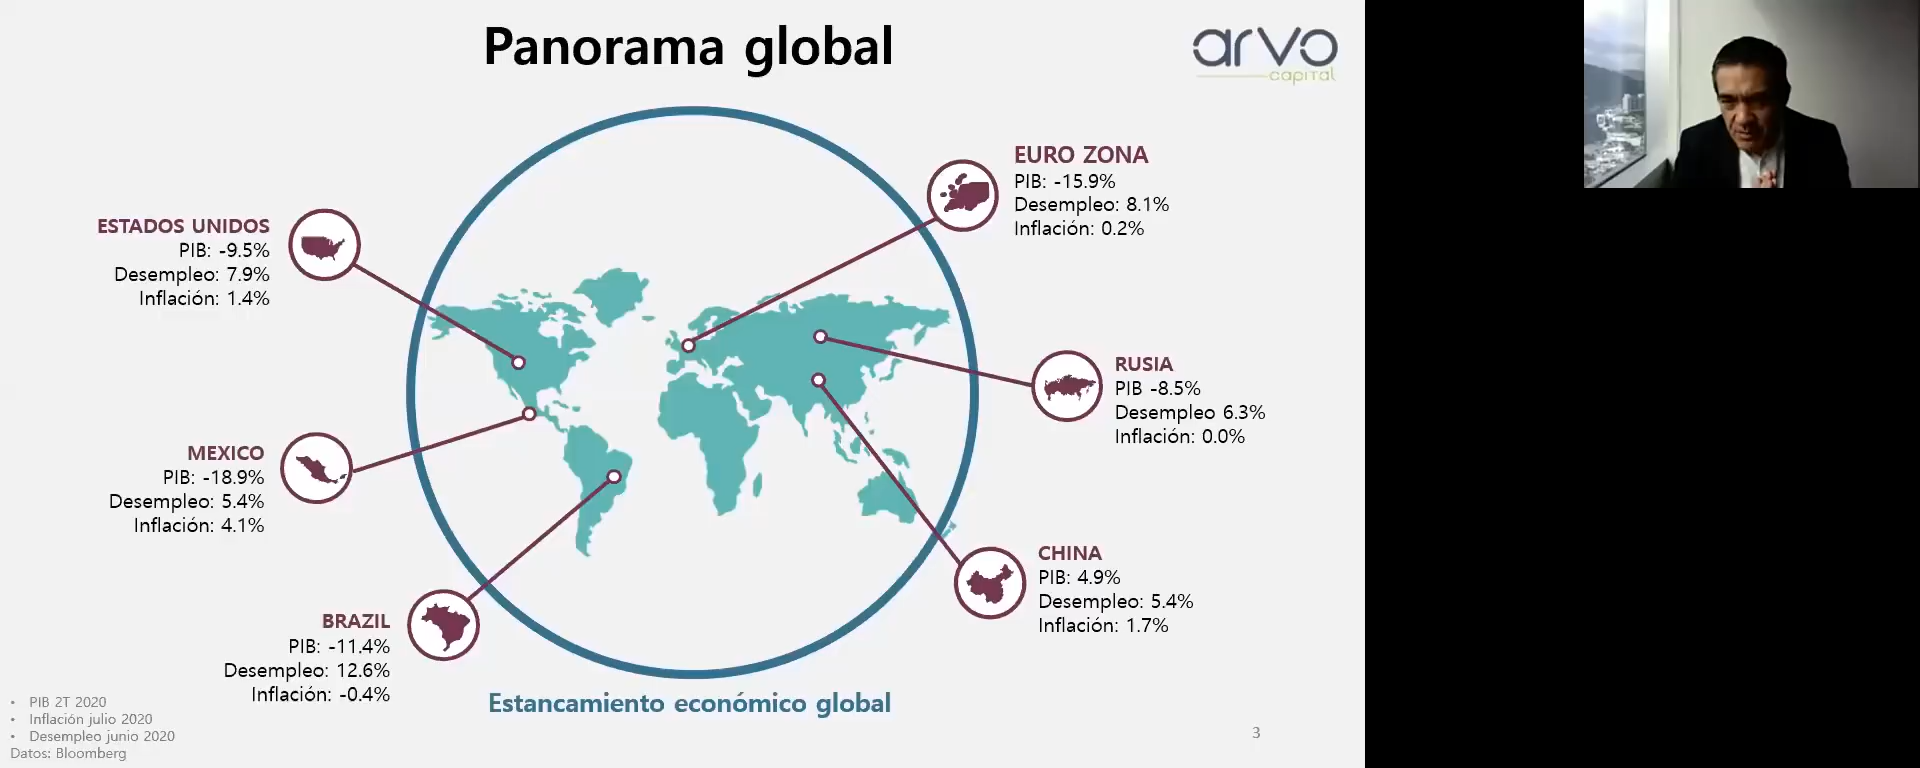 Panorama global
arvo
capital
ESTADOS UNIDOS
PIB: -9.5%
Desempleo: 7.9%
Inflación: 1.4%
MEXICO
PIB: -18.9%
Desempleo: 5.4%
Inflación: 4.1%
BRAZIL
PIB: -11.4%
Desempleo: 12.6%
Inflación: -0.4%
EURO ZONA
PIB: -15.9%
Desempleo: 8.1%
Inflación: 0.2%
RUSIA
PIB -8.5%
Desempleo 6.3%
Inflación: 0.0%
CHINA
PIB: 4.9%
Desempleo: 5.4%
Inflación: 1.7%
Estancamiento económico global
• PIB 2T 2020
• Inflación julio 2020
• Desempleo junio 2020
Datos: Bloomberg
3